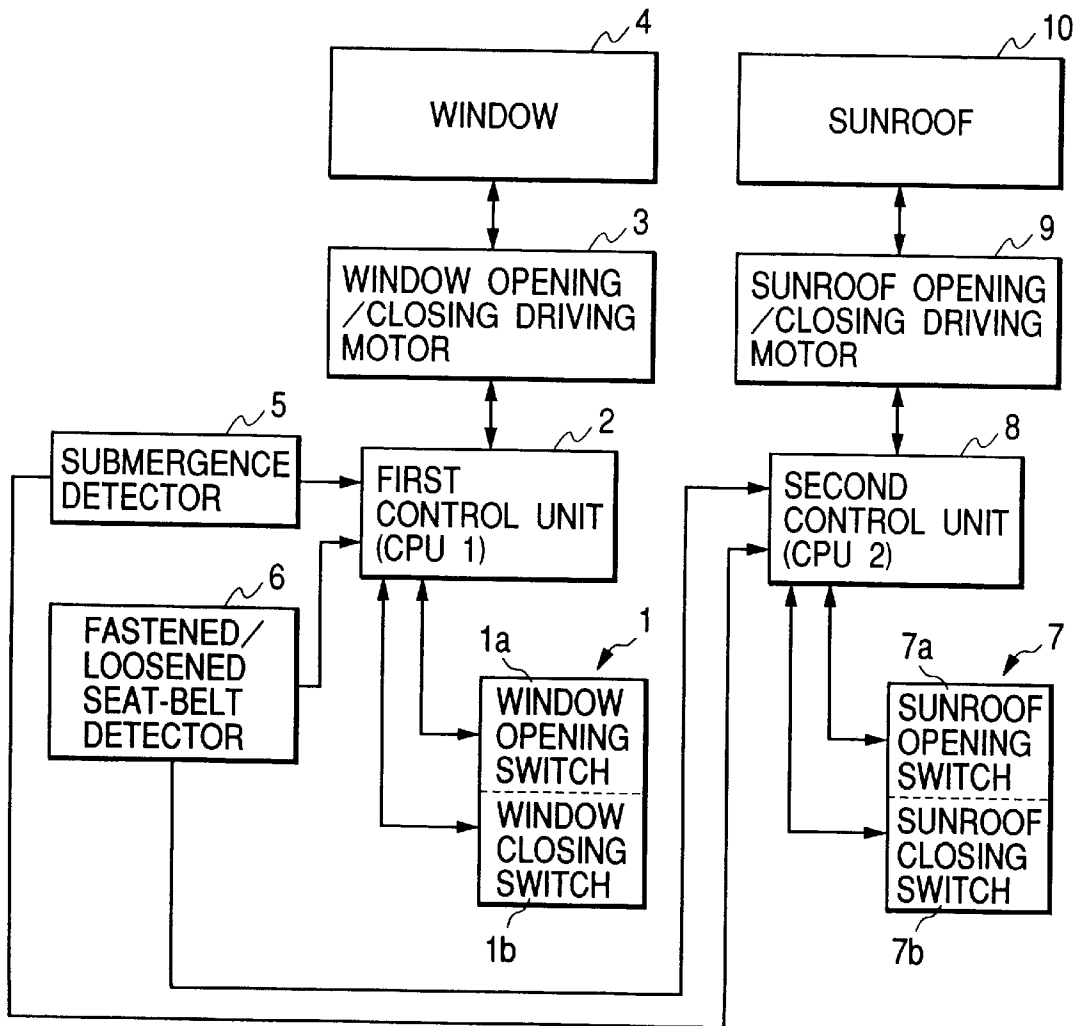 4
WINDOW
10
SUNROOF
3
WINDOW OPENING
/CLOSING DRIVING
MOTOR
9
SUNROOF OPENING
/CLOSING DRIVING
MOTOR
5
SUBMERGENCE
DETECTOR
2
FIRST
CONTROL UNIT
(CPU 1)
8
SECOND
CONTROL UNIT
(CPU 2)
6
FASTENED/
LOOSENED
SEAT-BELT
DETECTOR
1a
1
WINDOW
OPENING
SWITCH
WINDOW
CLOSING
SWITCH
1b
7a
7
SUNROOF
OPENING
SWITCH
SUNROOF
CLOSING
SWITCH
7b